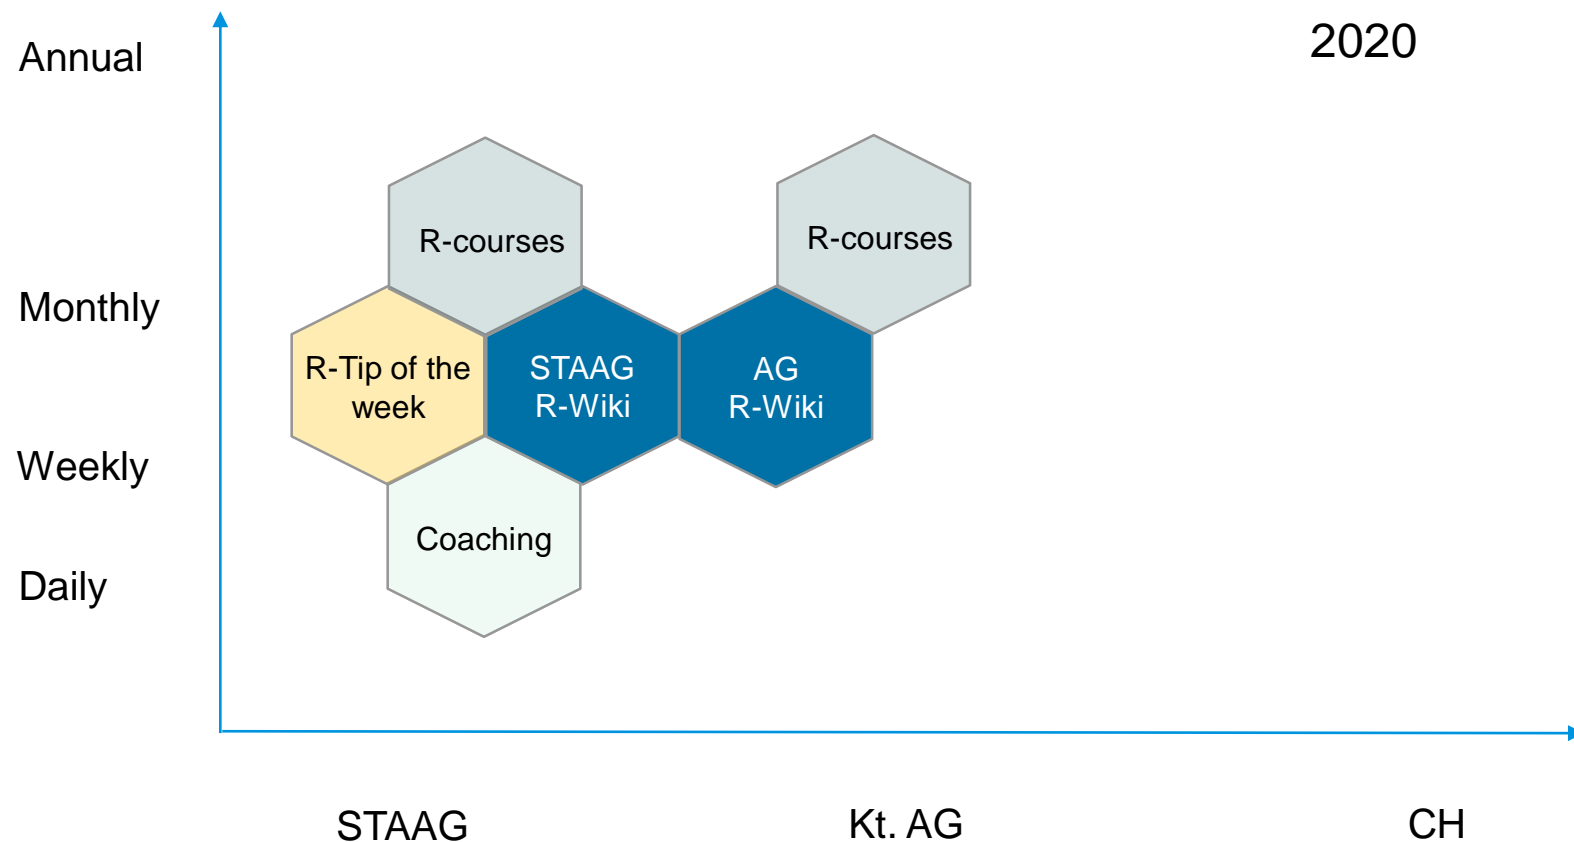 2020
Annual
R-courses
R-courses
Monthly
R-Tip of the
week
STAAG
R-Wiki
AG
R-Wiki
Weekly
Coaching
Daily
STAAG
Kt. AG
CH